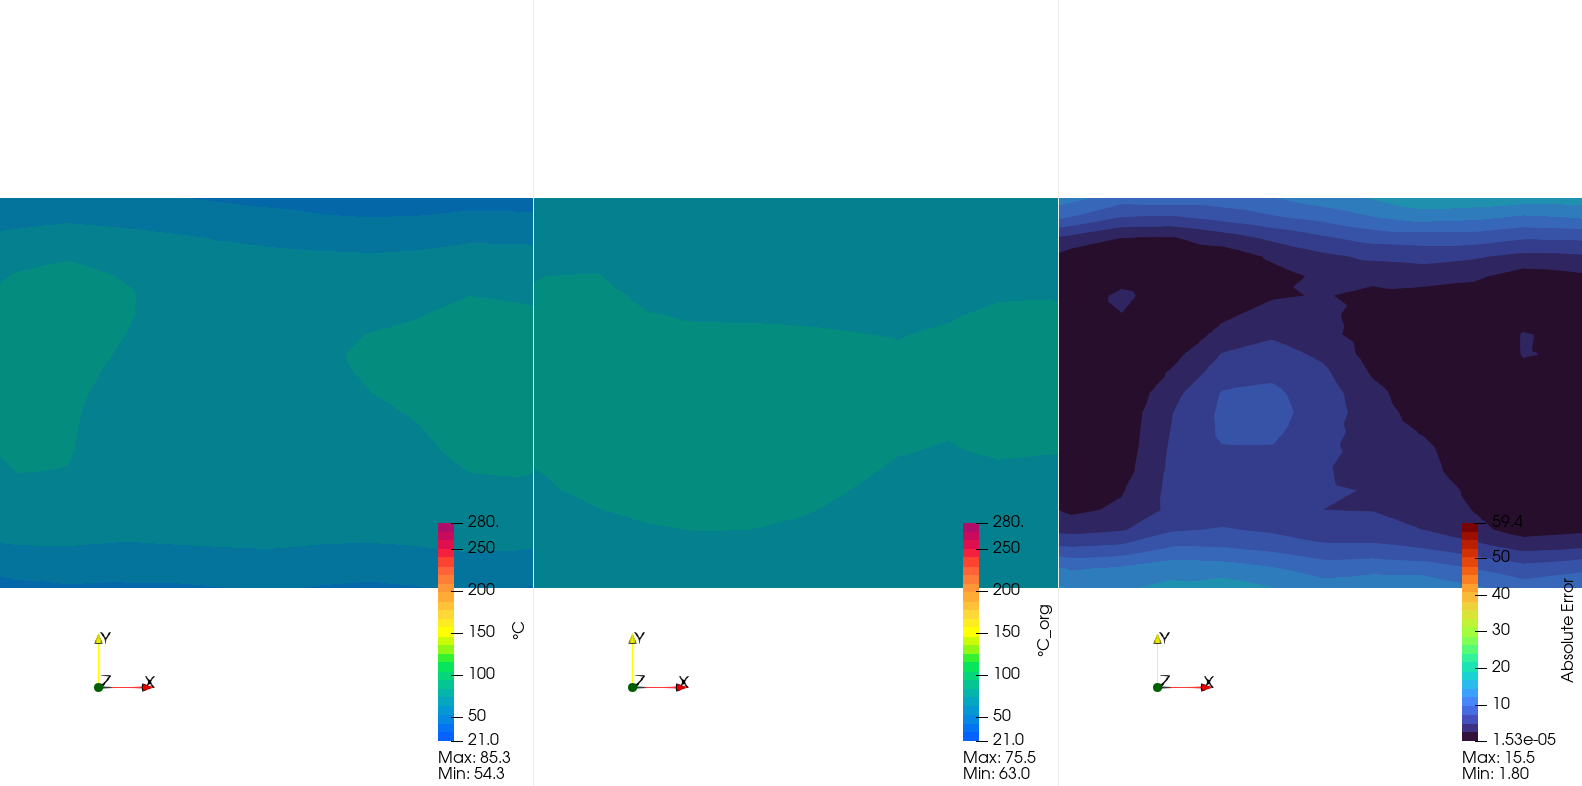 280.
250
200
150
100
50
21.0
°C
Max: 85.3
Min: 54.3
Y
Z
X
280.
250
200
150
100
50
21.0
°C_org
Max: 75.5
Min: 63.0
Y
Z
X
59.4
50
40
30
20
10
1.53e-05
Absolute Error
Max: 15.5
Min: 1.80
Y
Z
X